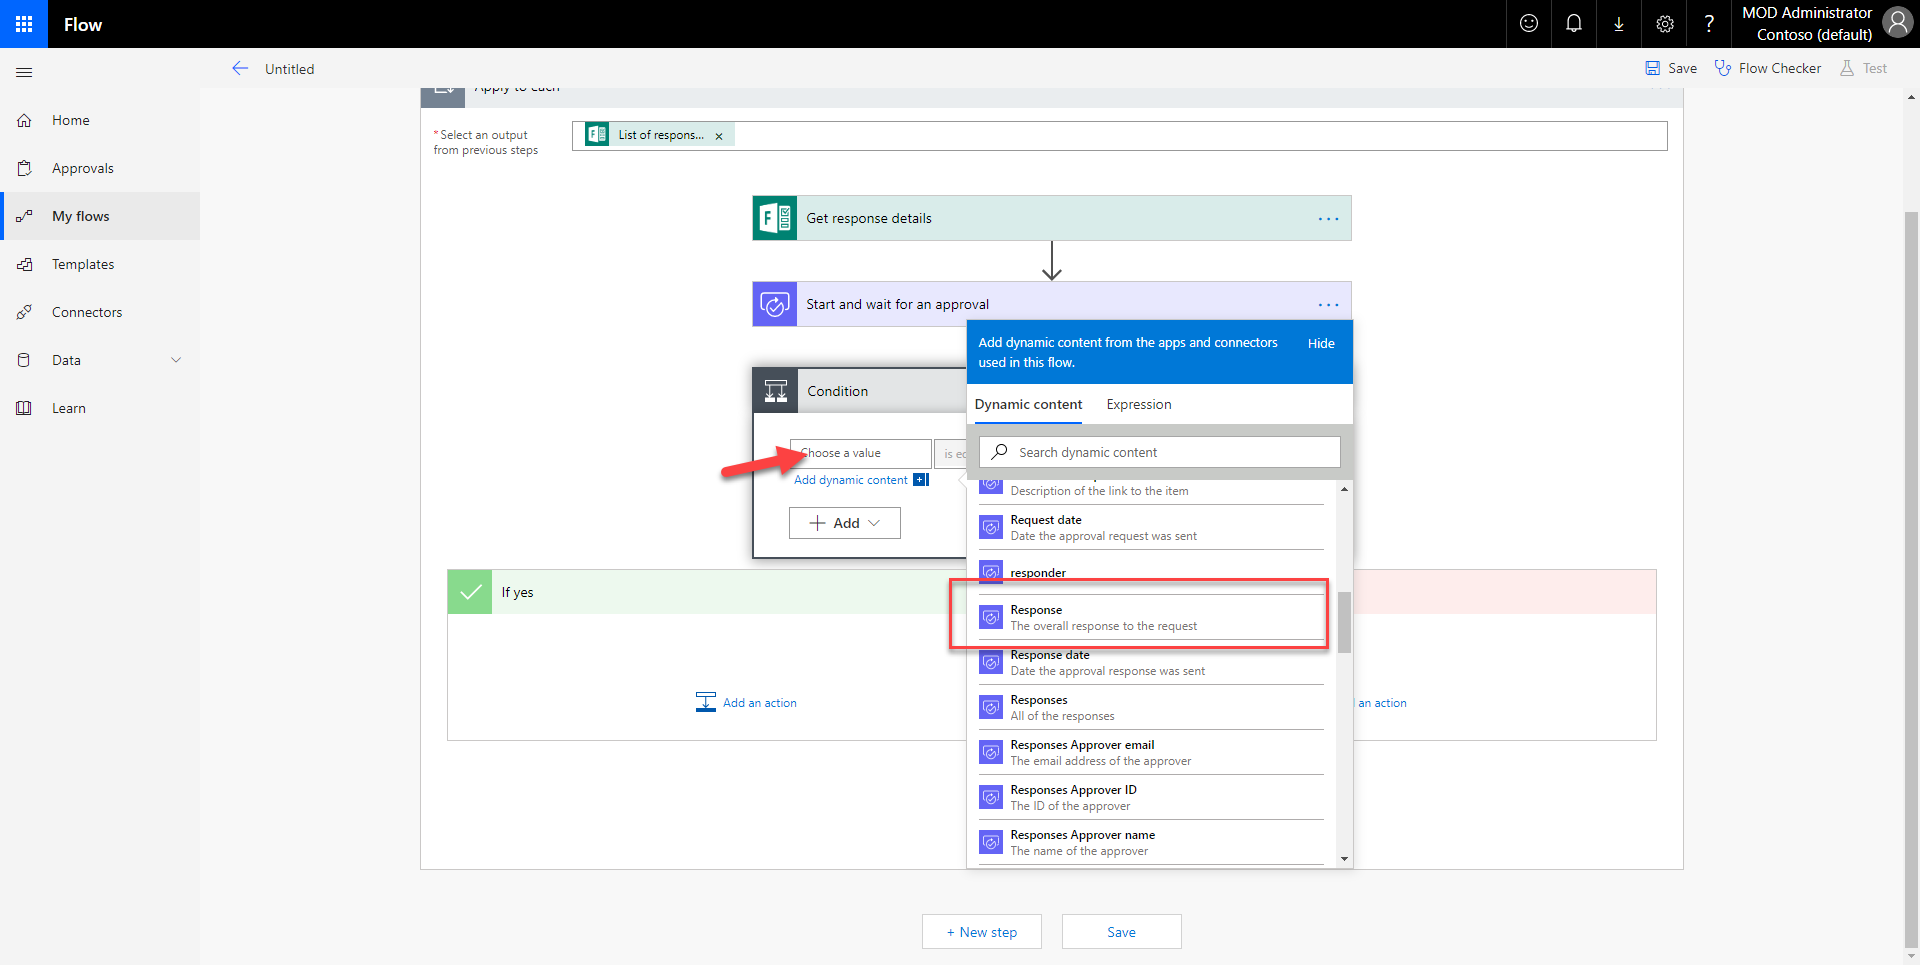 Flow
MOD Administrator
Contoso (default)
Untitled
Save
Flow Checker
Test
Home
Approvals
My flows
Templates
Connectors
Data
Learn
Apply to each
*Select an output
from previous steps
List of respons... ×
Get response details
Start and wait for an approval
Add dynamic content from the apps and connectors
used in this flow.
Hide
Condition
Dynamic content
Expression
Choose a value
Search dynamic content
Add dynamic content
Add
Description of the link to the item
Request date
Date the approval request was sent
responder
If yes
Response
The overall response to the request
Response date
Date the approval response was sent
Add an action
Responses
All of the responses
an action
Responses Approver email
The email address of the approver
Responses Approver ID
The ID of the approver
Responses Approver name
The name of the approver
+ New step
Save